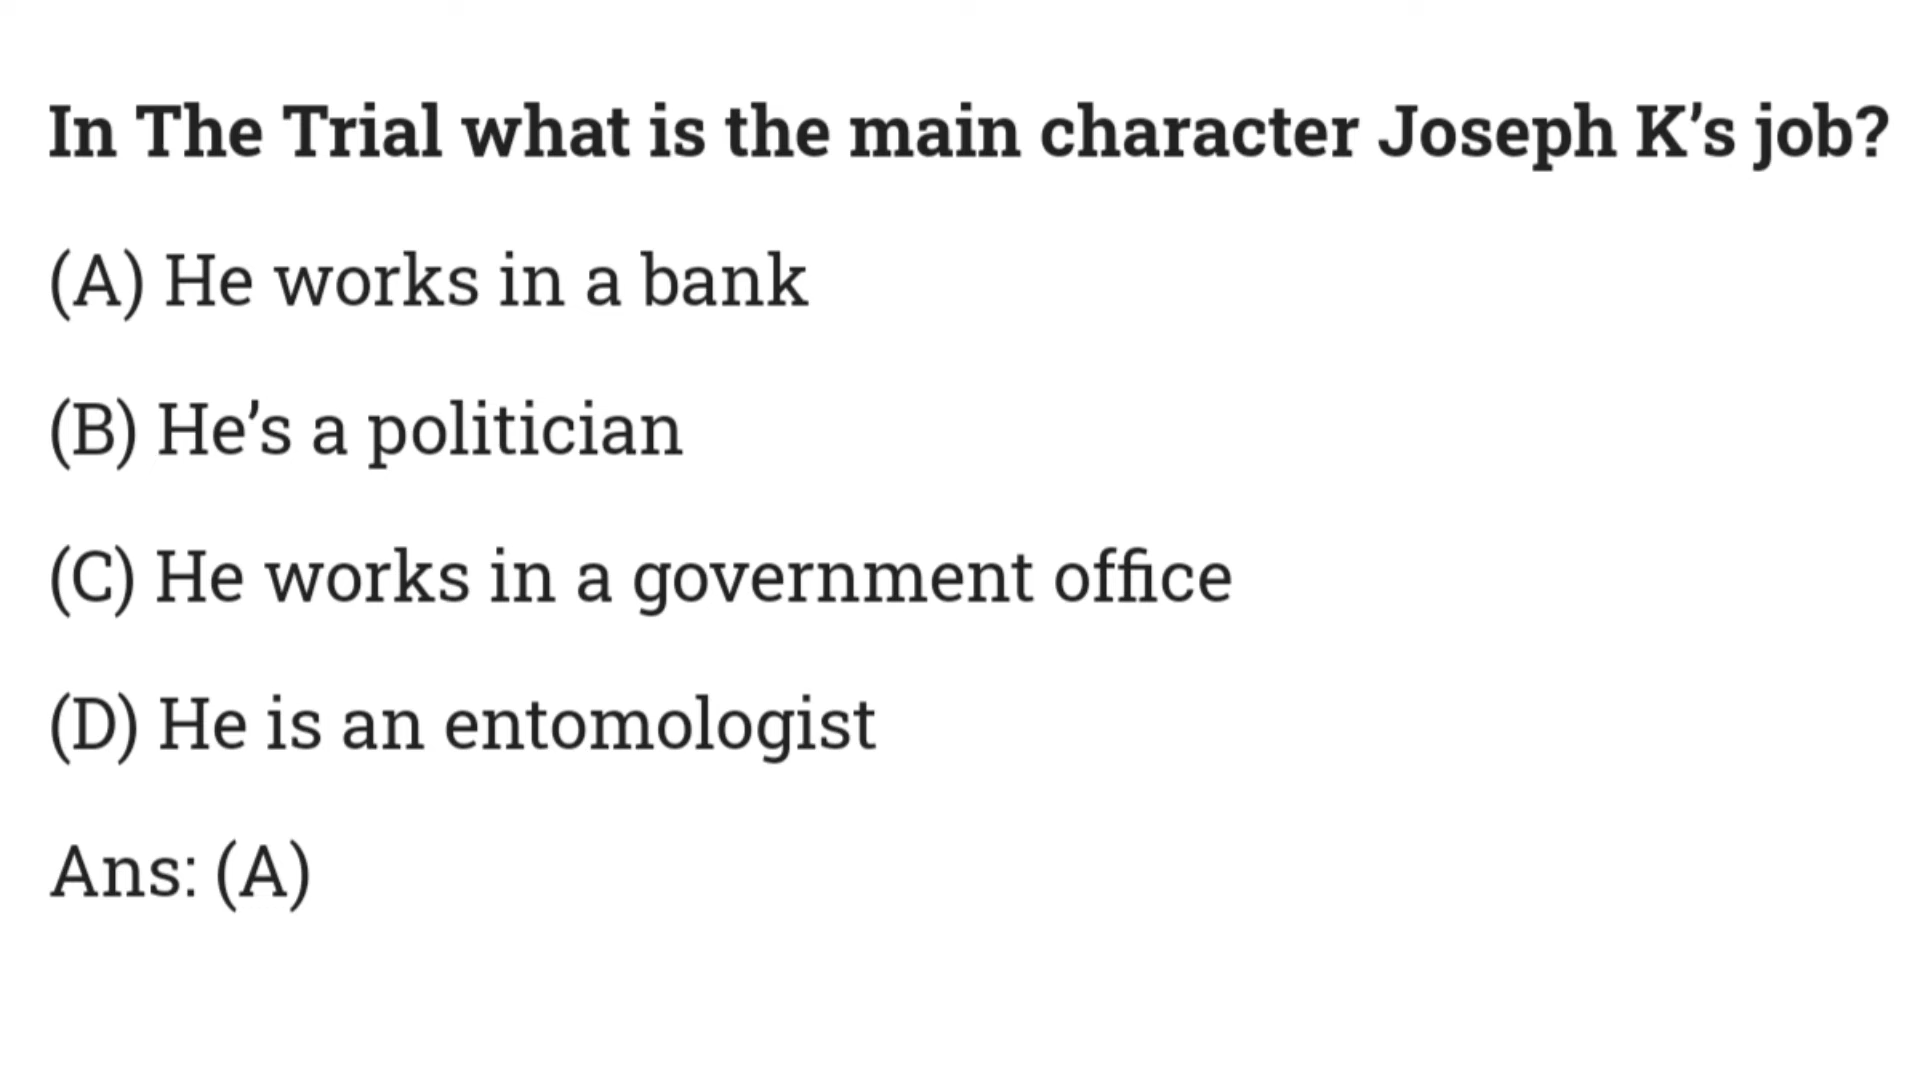 In The Trial what is the main character Joseph K’s job?
(A) He works in a bank
(B) He’s a politician
(C) He works in a government office
(D) He is an entomologist
Ans: (A)